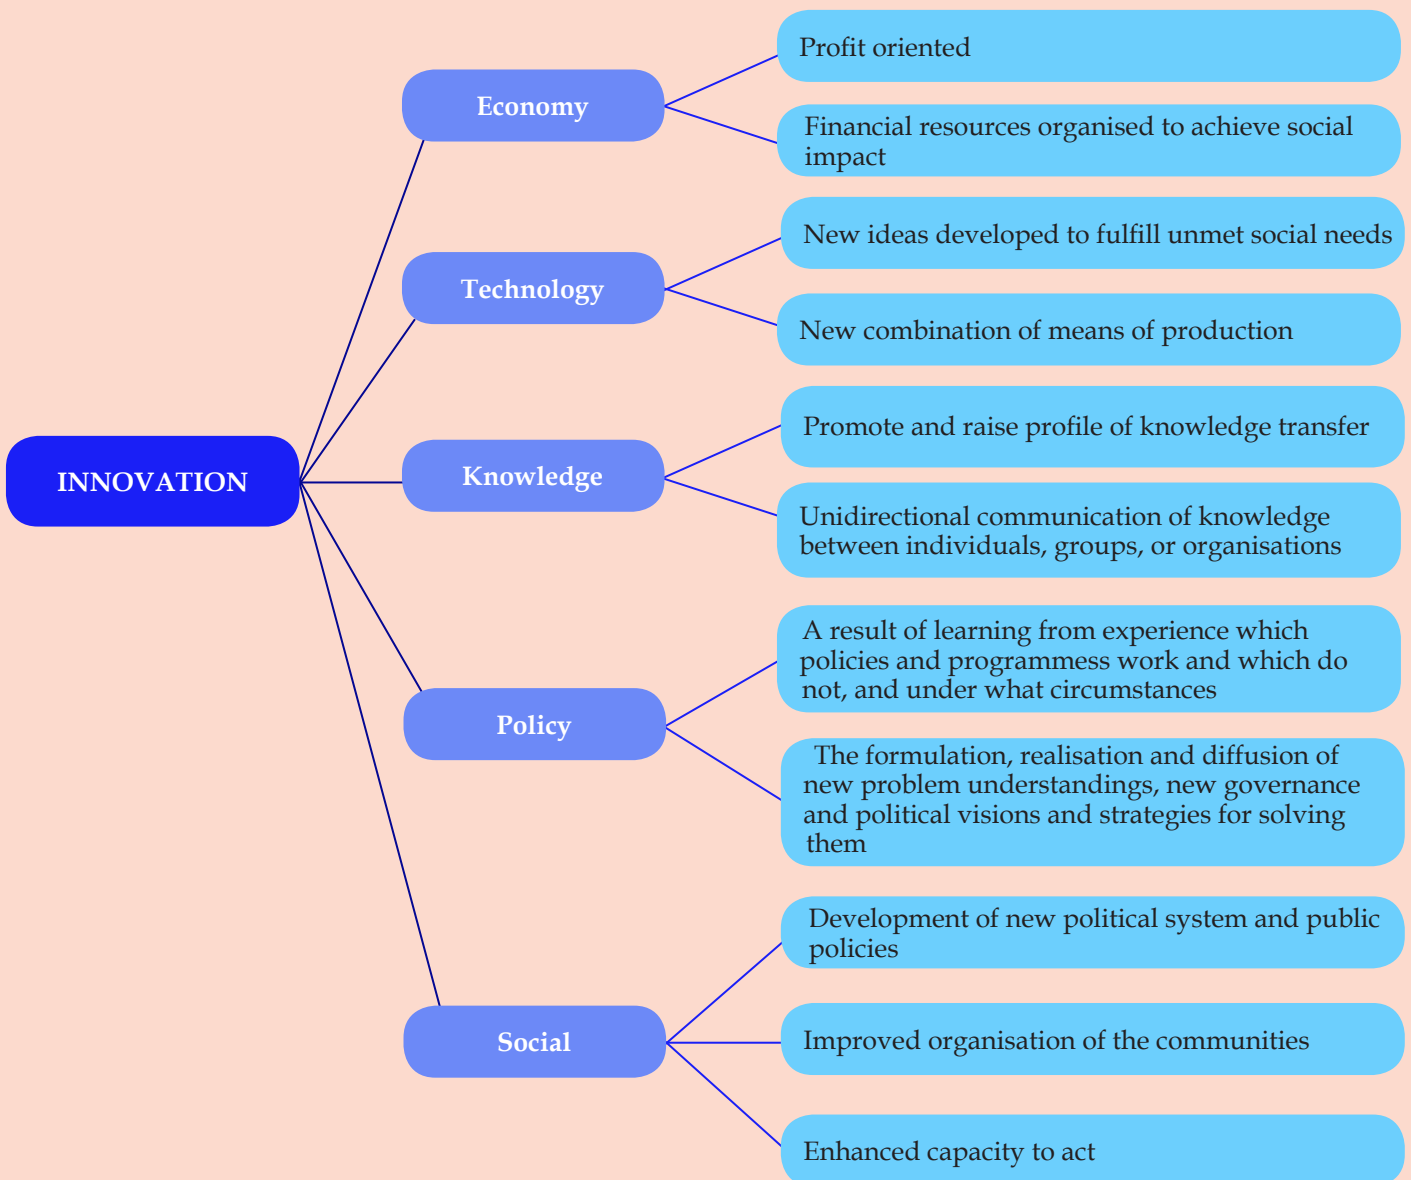 Profit oriented
Economy
Financial resources organised to achieve social
impact
New ideas developed to fulfill unmet social needs
Technology
New combination of means of production
Promote and raise profile of knowledge transfer
INNOVATION
Knowledge
Unidirectional communication of knowledge
between individuals, groups, or organisations
A result of learning from experience which
policies and programmess work and which do
not, and under what circumstances
Policy
The formulation, realisation and diffusion of
new problem understandings, new governance
and political visions and strategies for solving
them
Development of new political system and public
policies
Social
Improved organisation of the communities
Enhanced capacity to act